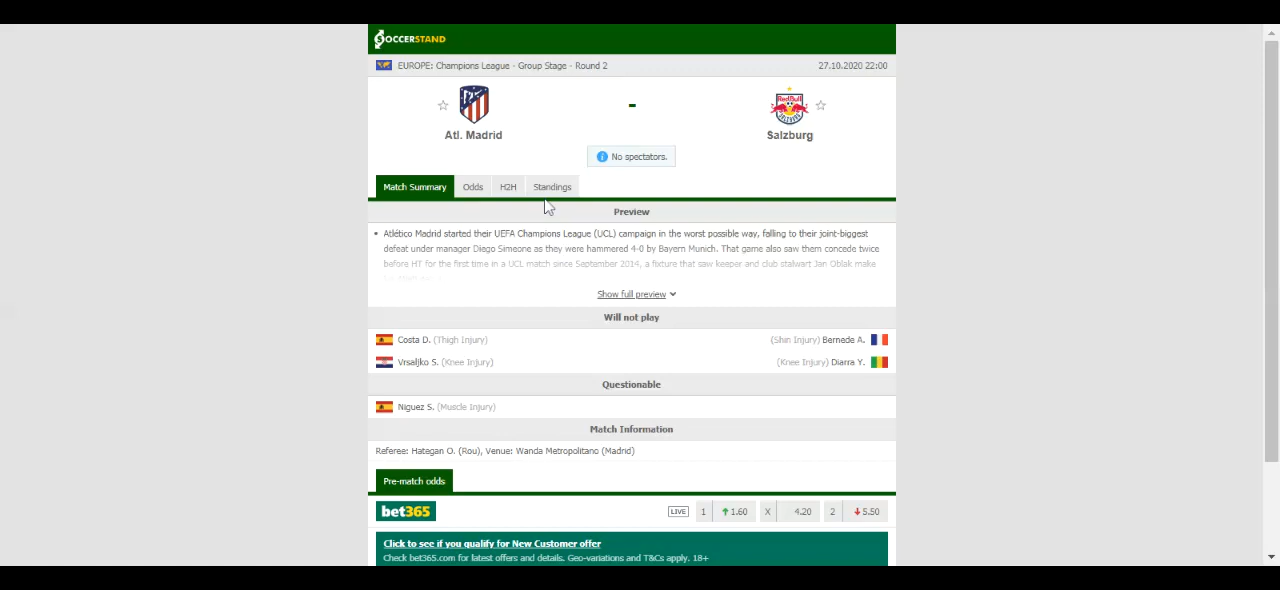 SOCCERSTAND
EUROPE: Champions League - Group Stage - Round 2 27.10.2020 22:00
-
Atl. Madrid Salzburg
No spectators.
Match Summary Odds H2H Standings
Preview
• Atlético Madrid started their UEFA Champions League (UCL) campaign in the worst possible way, falling to their joint-biggest
defeat under manager Diego Simeone as they were hammered 4-0 by Bayern Munich. That game also saw them concede twice
before HT for the first time in a UCL match since September 2014, a fixture that saw keeper and club stalwart Jan Oblak make
Show full preview
Will not play
Costa D. (Thigh Injury) (Shin Injury) Bernede A.
Vrsaljko S. (Knee Injury) (Knee Injury) Diarra Y.
Questionable
Niguez S. (Muscle Injury)
Match Information
Referee: Hategan O. (Rou), Venue: Wanda Metropolitano (Madrid)
Pre-match odds
bet365 LIVE 1 1.60 X 4.20 2 5.50
Click to see if you qualify for New Customer offer
Check bet365.com for latest offers and details. Geo-variations and T&Cs apply. 18+